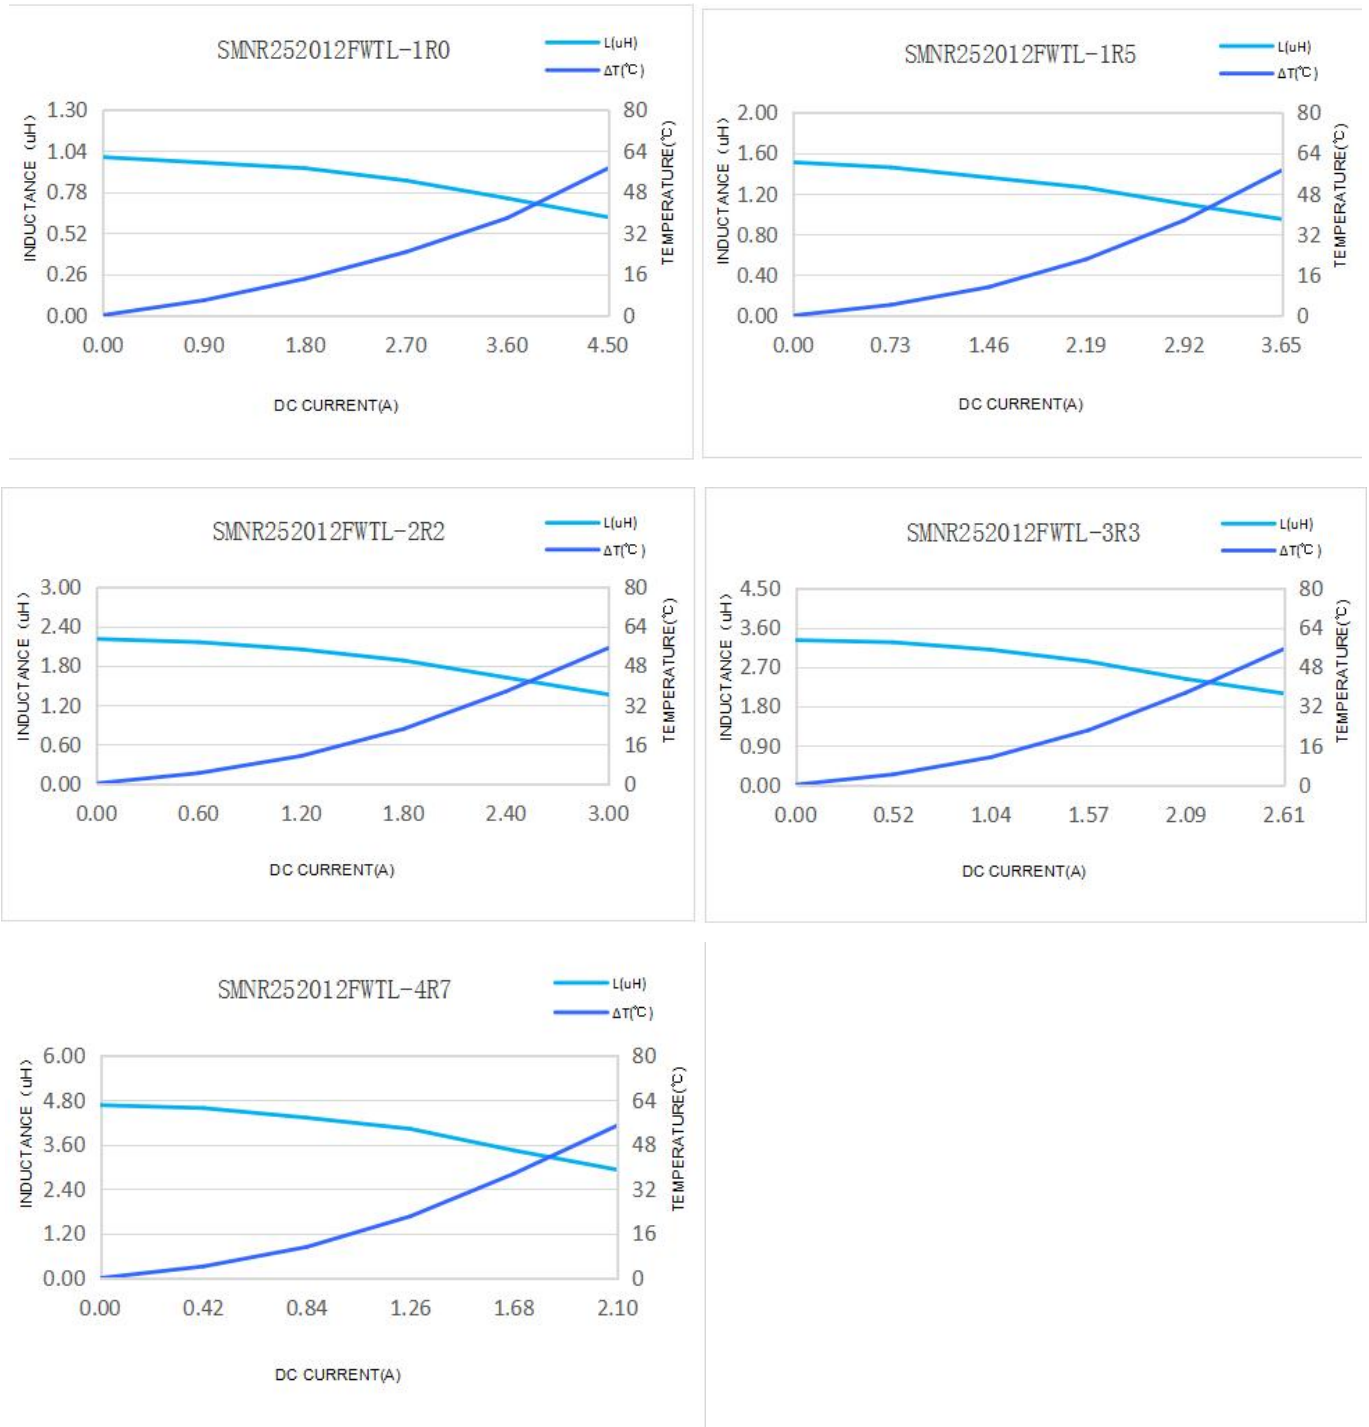 SMNR252012FWTL-1R0
L(uH)
ΔT(℃)
INDUCTANCE (uH)
1.30
1.04
0.78
0.52
0.26
0.00
80
64
48
32
16
0
TEMPERATURE(℃)
0.00 0.90 1.80 2.70 3.60 4.50
DC CURRENT(A)
SMNR252012FWTL-1R5
L(uH)
ΔT(℃)
INDUCTANCE (uH)
2.00
1.60
1.20
0.80
0.40
0.00
80
64
48
32
16
0
TEMPERATURE(℃)
0.00 0.73 1.46 2.19 2.92 3.65
DC CURRENT(A)
SMNR252012FWTL-2R2
L(uH)
ΔT(℃)
INDUCTANCE (uH)
3.00
2.40
1.80
1.20
0.60
0.00
80
64
48
32
16
0
TEMPERATURE(℃)
0.00 0.60 1.20 1.80 2.40 3.00
DC CURRENT(A)
SMNR252012FWTL-3R3
L(uH)
ΔT(℃)
INDUCTANCE (uH)
4.50
3.60
2.70
1.80
0.90
0.00
80
64
48
32
16
0
TEMPERATURE(℃)
0.00 0.52 1.04 1.57 2.09 2.61
DC CURRENT(A)
SMNR252012FWTL-4R7
L(uH)
ΔT(℃)
INDUCTANCE (uH)
6.00
4.80
3.60
2.40
1.20
0.00
80
64
48
32
16
0
TEMPERATURE(℃)
0.00 0.42 0.84 1.26 1.68 2.10
DC CURRENT(A)